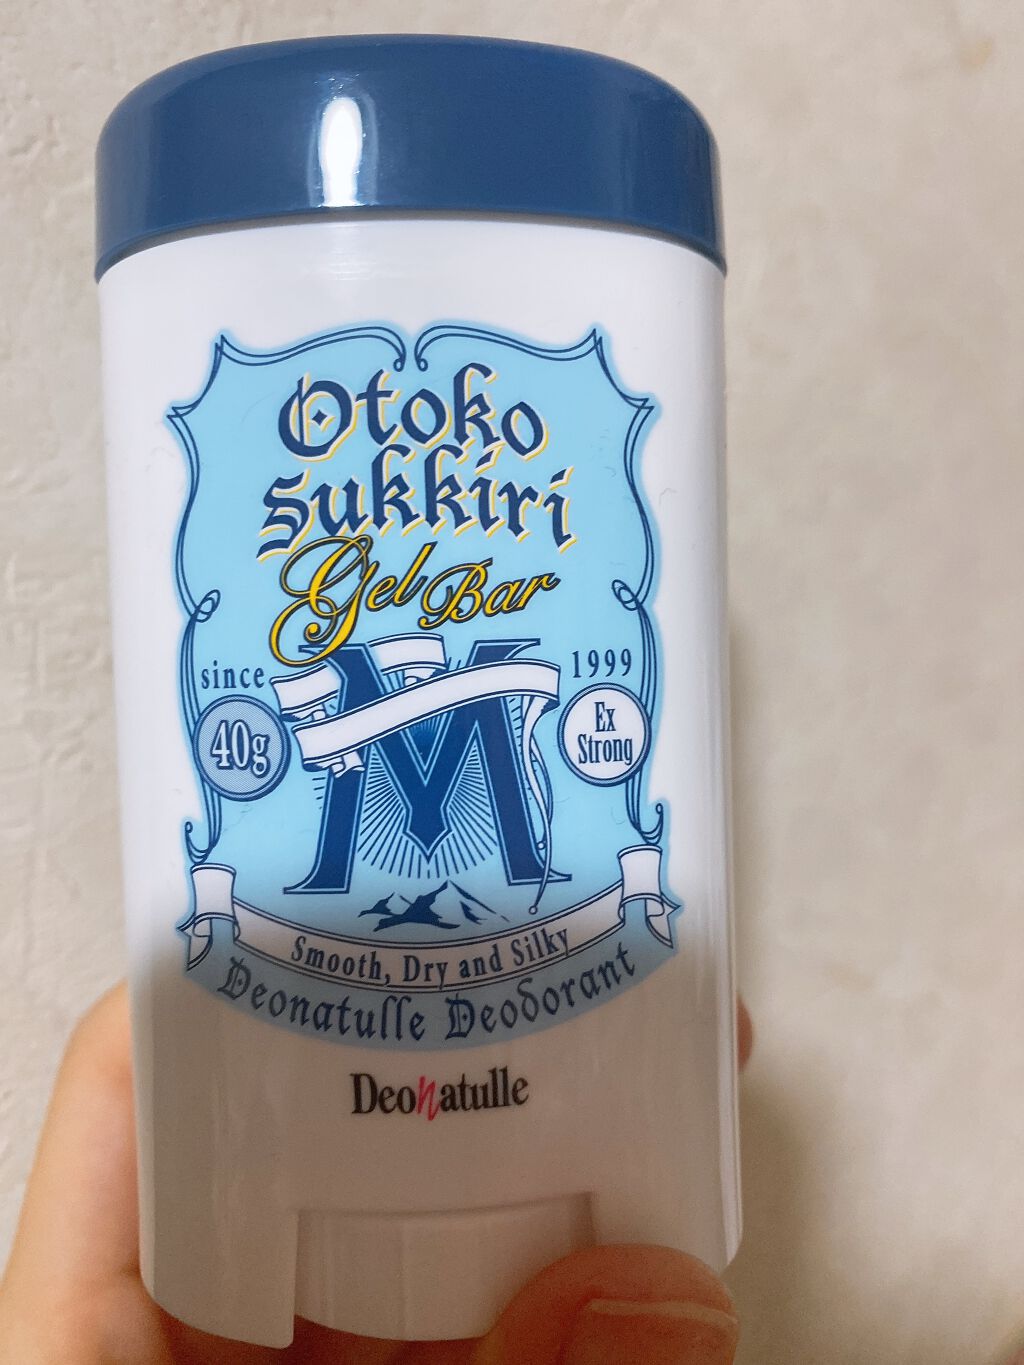 Otoko
Sukkiri
Gel Bar
since 1999
40g
Ex
Strong
M
Smooth, Dry and Silky
Deonatulle Deodorant
Deonatulle